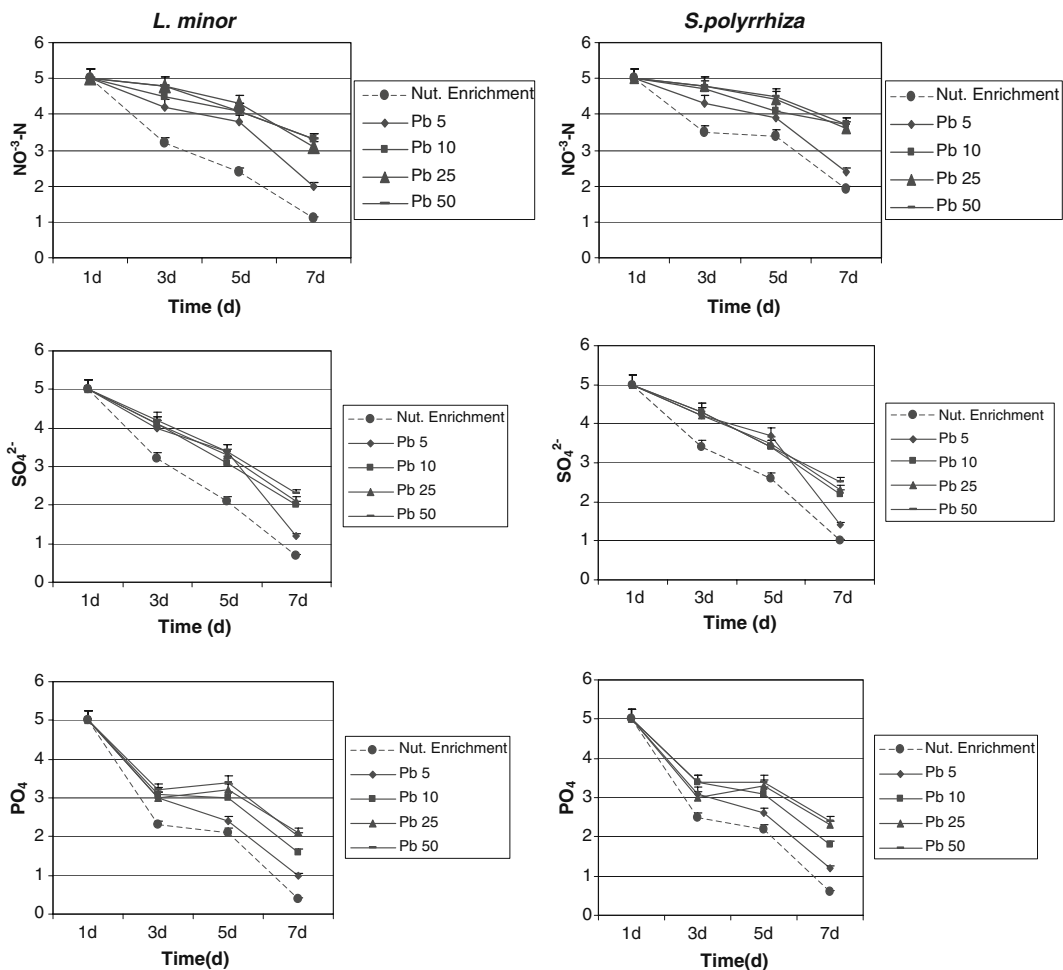 L. minor
S.polyrrhiza
NO⁻³-N
6
5
4
3
2
1
0
1d 3d 5d 7d
Time (d)
Nut. Enrichment
Pb 5
Pb 10
Pb 25
Pb 50
NO⁻³-N
6
5
4
3
2
1
0
1d 3d 5d 7d
Time (d)
Nut. Enrichment
Pb 5
Pb 10
Pb 25
Pb 50
SO₄²⁻
6
5
4
3
2
1
0
1d 3d 5d 7d
Time (d)
Nut. Enrichment
Pb 5
Pb 10
Pb 25
Pb 50
SO₄²⁻
6
5
4
3
2
1
0
1d 3d 5d 7d
Time (d)
Nut. Enrichment
Pb 5
Pb 10
Pb 25
Pb 50
PO₄
6
5
4
3
2
1
0
1d 3d 5d 7d
Time(d)
Nut. Enrichment
Pb 5
Pb 10
Pb 25
Pb 50
PO₄
6
5
4
3
2
1
0
1d 3d 5d 7d
Time(d)
Nut. Enrichment
Pb 5
Pb 10
Pb 25
Pb 50